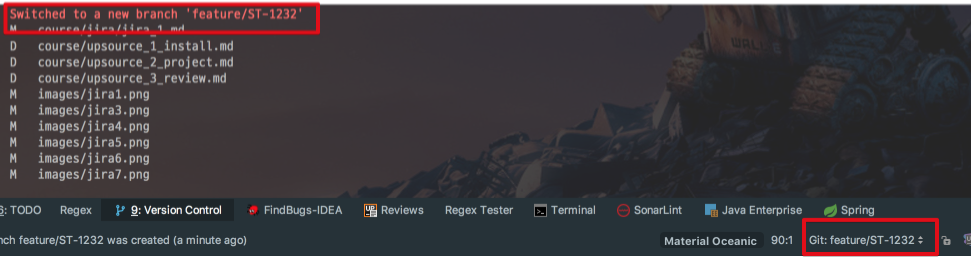 Switched to a new branch 'feature/ST-1232'
M course/jira/jira_1.md
D course/upsource_1_install.md
D course/upsource_2_project.md
D course/upsource_3_review.md
M images/jira1.png
M images/jira3.png
M images/jira4.png
M images/jira5.png
M images/jira6.png
M images/jira7.png
WALL
6: TODO Regex 9: Version Control FindBugs-IDEA Reviews Regex Tester Terminal SonarLint Java Enterprise Spring
nch feature/ST-1232 was created (a minute ago) Material Oceanic 90:1 Git: feature/ST-1232